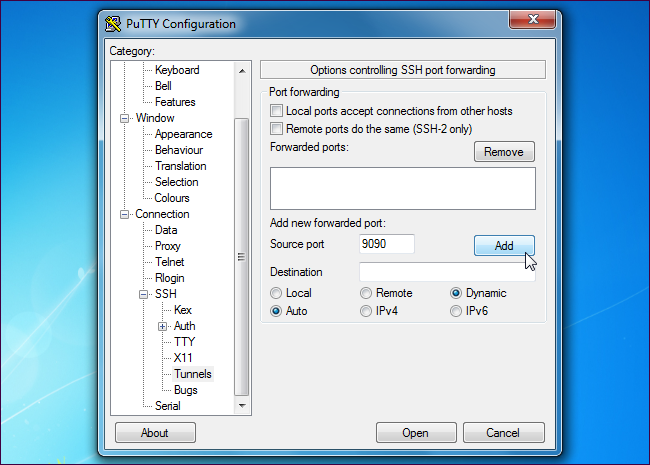 PuTTY Configuration
Category:
Keyboard
Bell
Features
Window
Appearance
Behaviour
Translation
Selection
Colours
Connection
Data
Proxy
Telnet
Rlogin
SSH
Kex
Auth
TTY
X11
Tunnels
Bugs
Serial
Options controlling SSH port forwarding
Port forwarding
Local ports accept connections from other hosts
Remote ports do the same (SSH-2 only)
Forwarded ports:
Remove
Add new forwarded port:
Source port 9090 Add
Destination
Local Remote Dynamic
Auto IPv4 IPv6
About Open Cancel